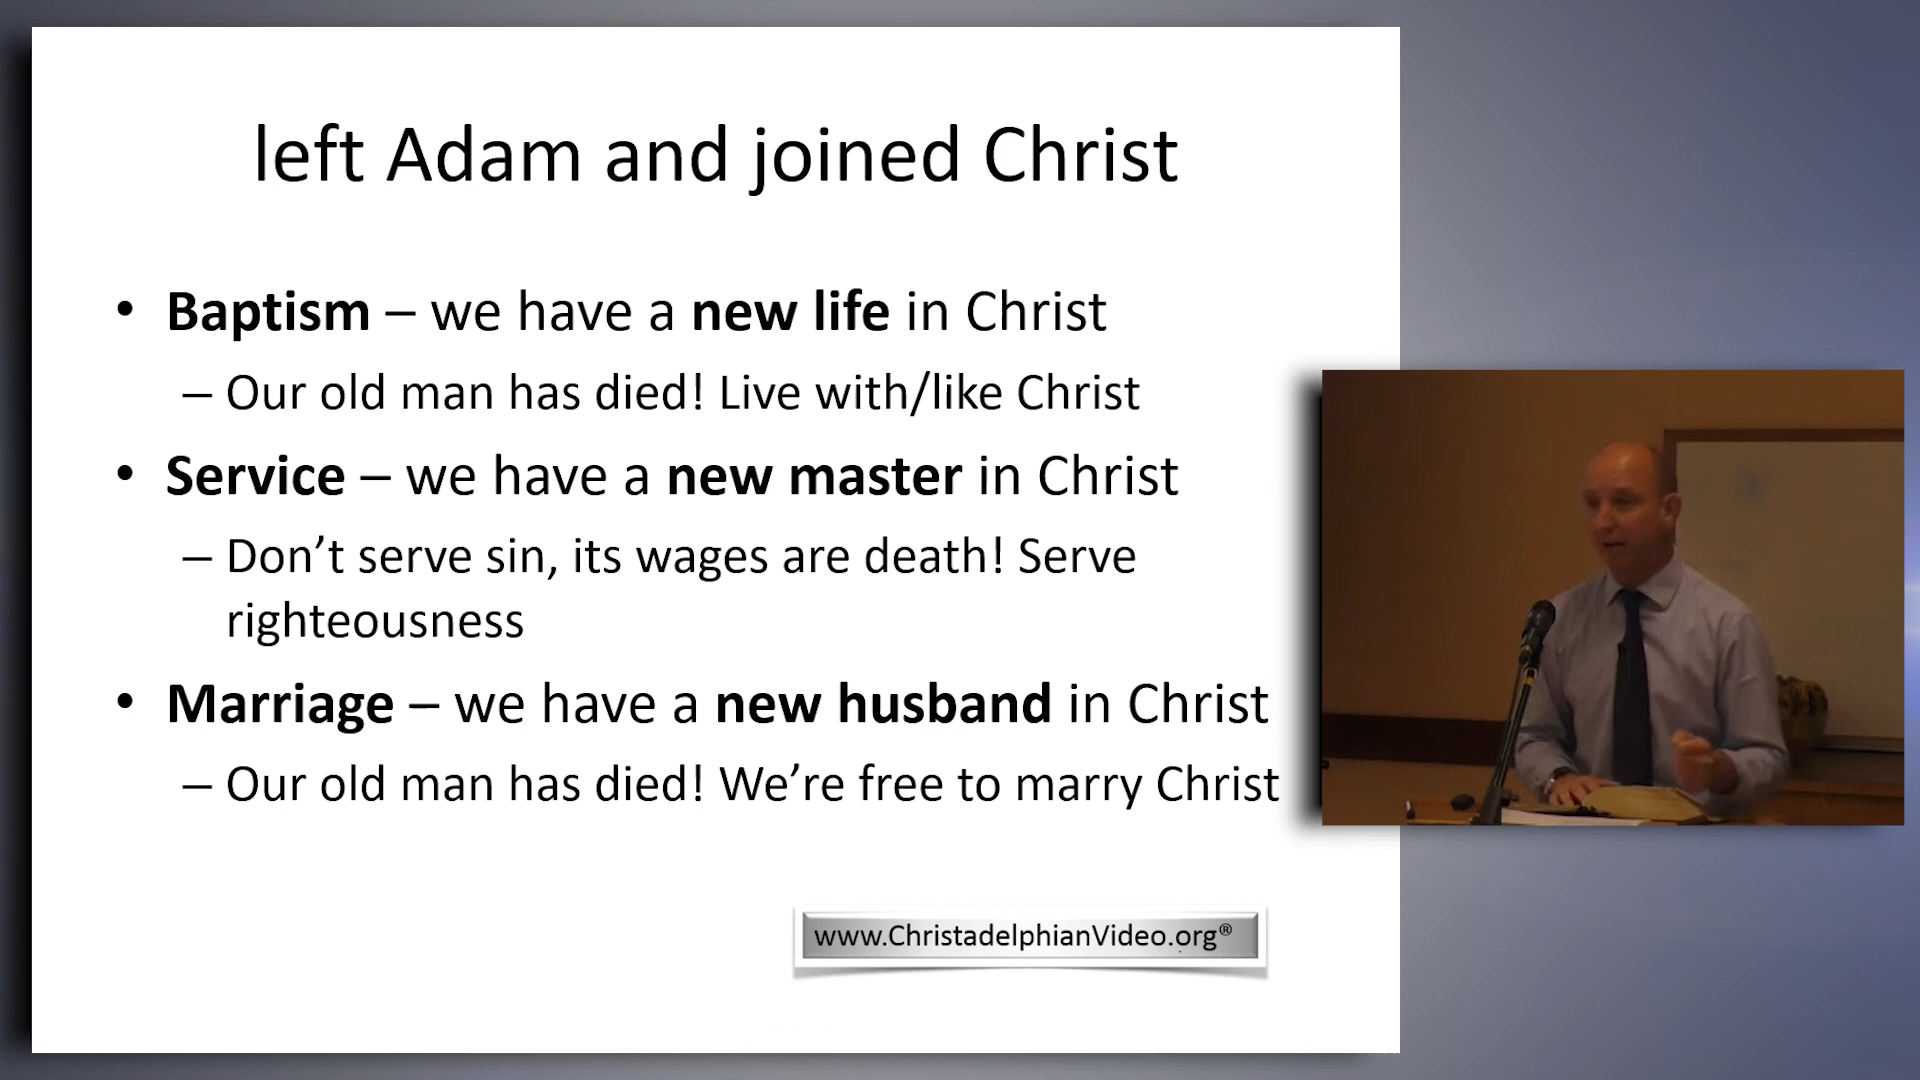 left Adam and joined Christ
• Baptism – we have a new life in Christ
– Our old man has died! Live with/like Christ
• Service – we have a new master in Christ
– Don’t serve sin, its wages are death! Serve
righteousness
• Marriage – we have a new husband in Christ
– Our old man has died! We’re free to marry Christ
www.ChristadelphianVideo.org®